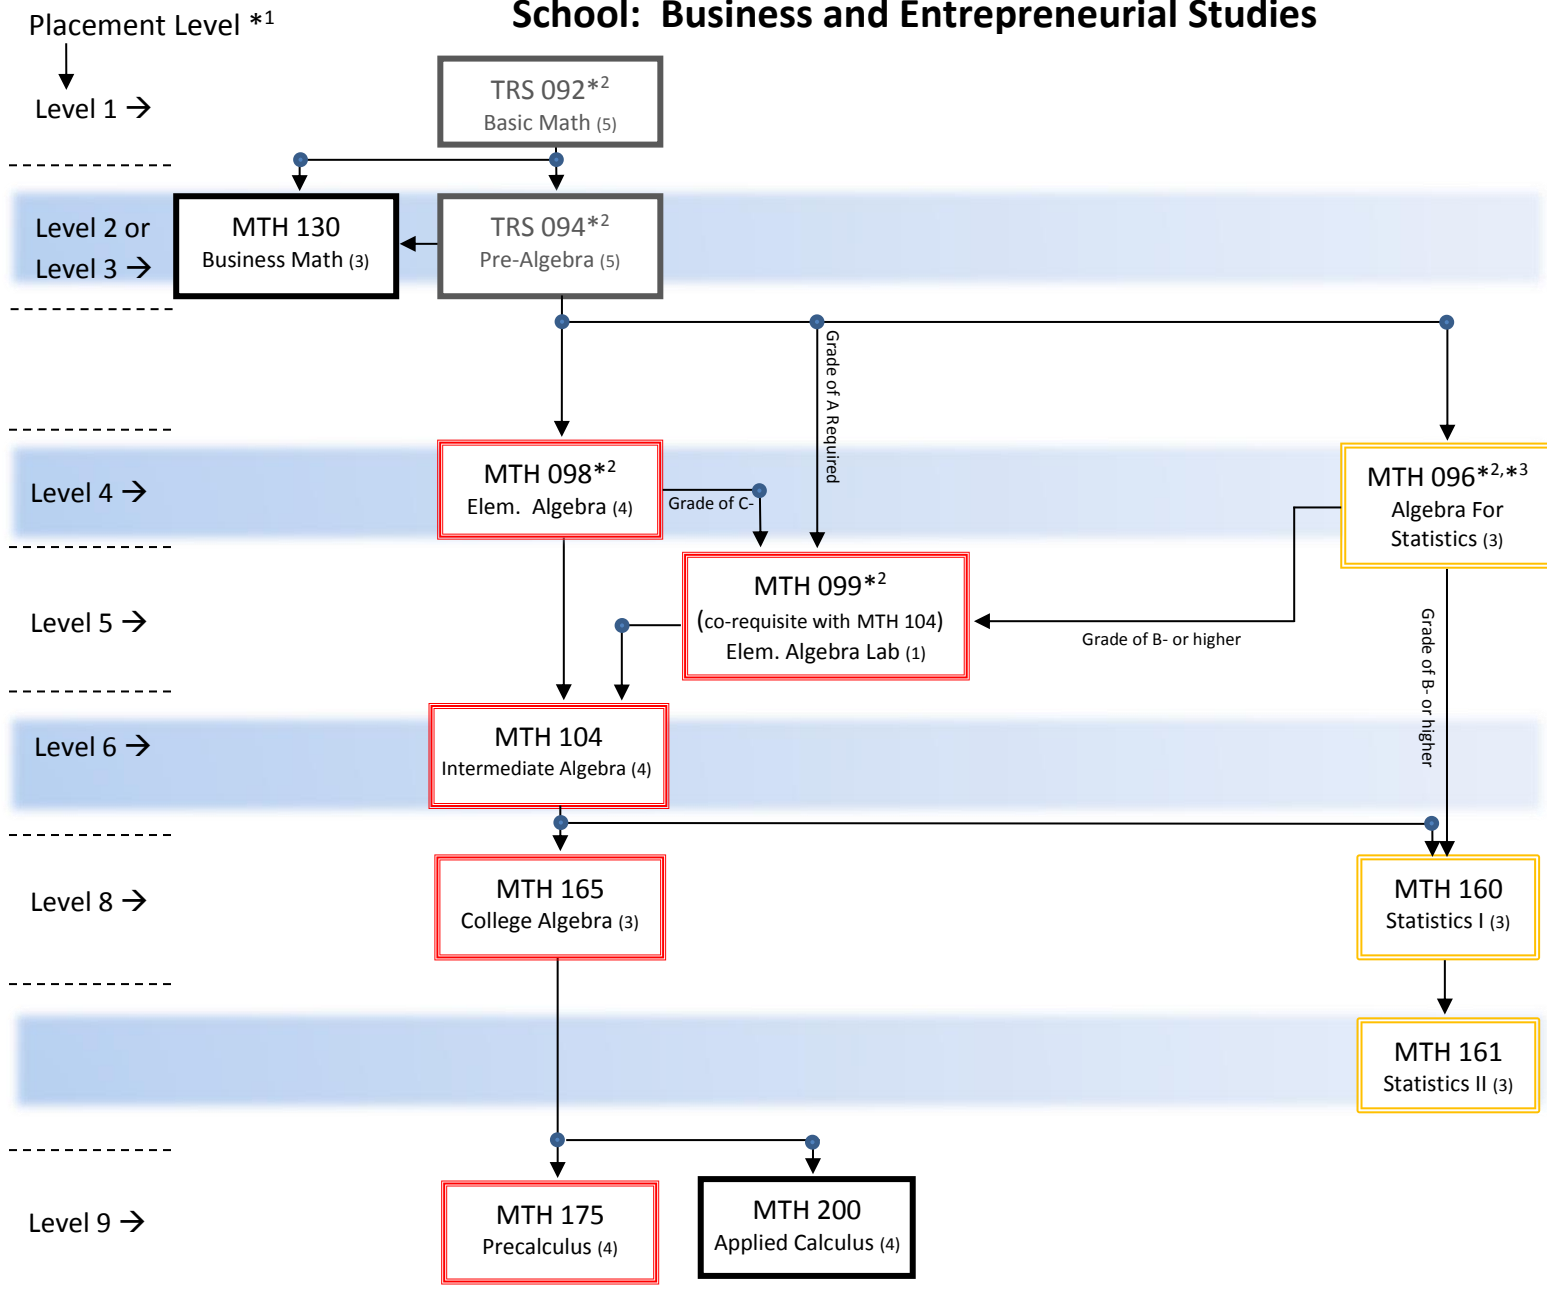 School: Business and Entrepreneurial Studies
Placement Level *1
Level 1 →
TRS 092*2
Basic Math (5)
Level 2 or
Level 3 →
MTH 130
Business Math (3)
TRS 094*2
Pre-Algebra (5)
Grade of A Required
Level 4 →
MTH 098*2
Elem. Algebra (4)
Grade of C-
MTH 096*2,*3
Algebra For
Statistics (3)
Level 5 →
MTH 099*2
(co-requisite with MTH 104)
Elem. Algebra Lab (1)
Grade of B- or higher
Grade of B- or higher
Level 6 →
MTH 104
Intermediate Algebra (4)
Level 8 →
MTH 165
College Algebra (3)
MTH 160
Statistics I (3)
MTH 161
Statistics II (3)
Level 9 →
MTH 175
Precalculus (4)
MTH 200
Applied Calculus (4)